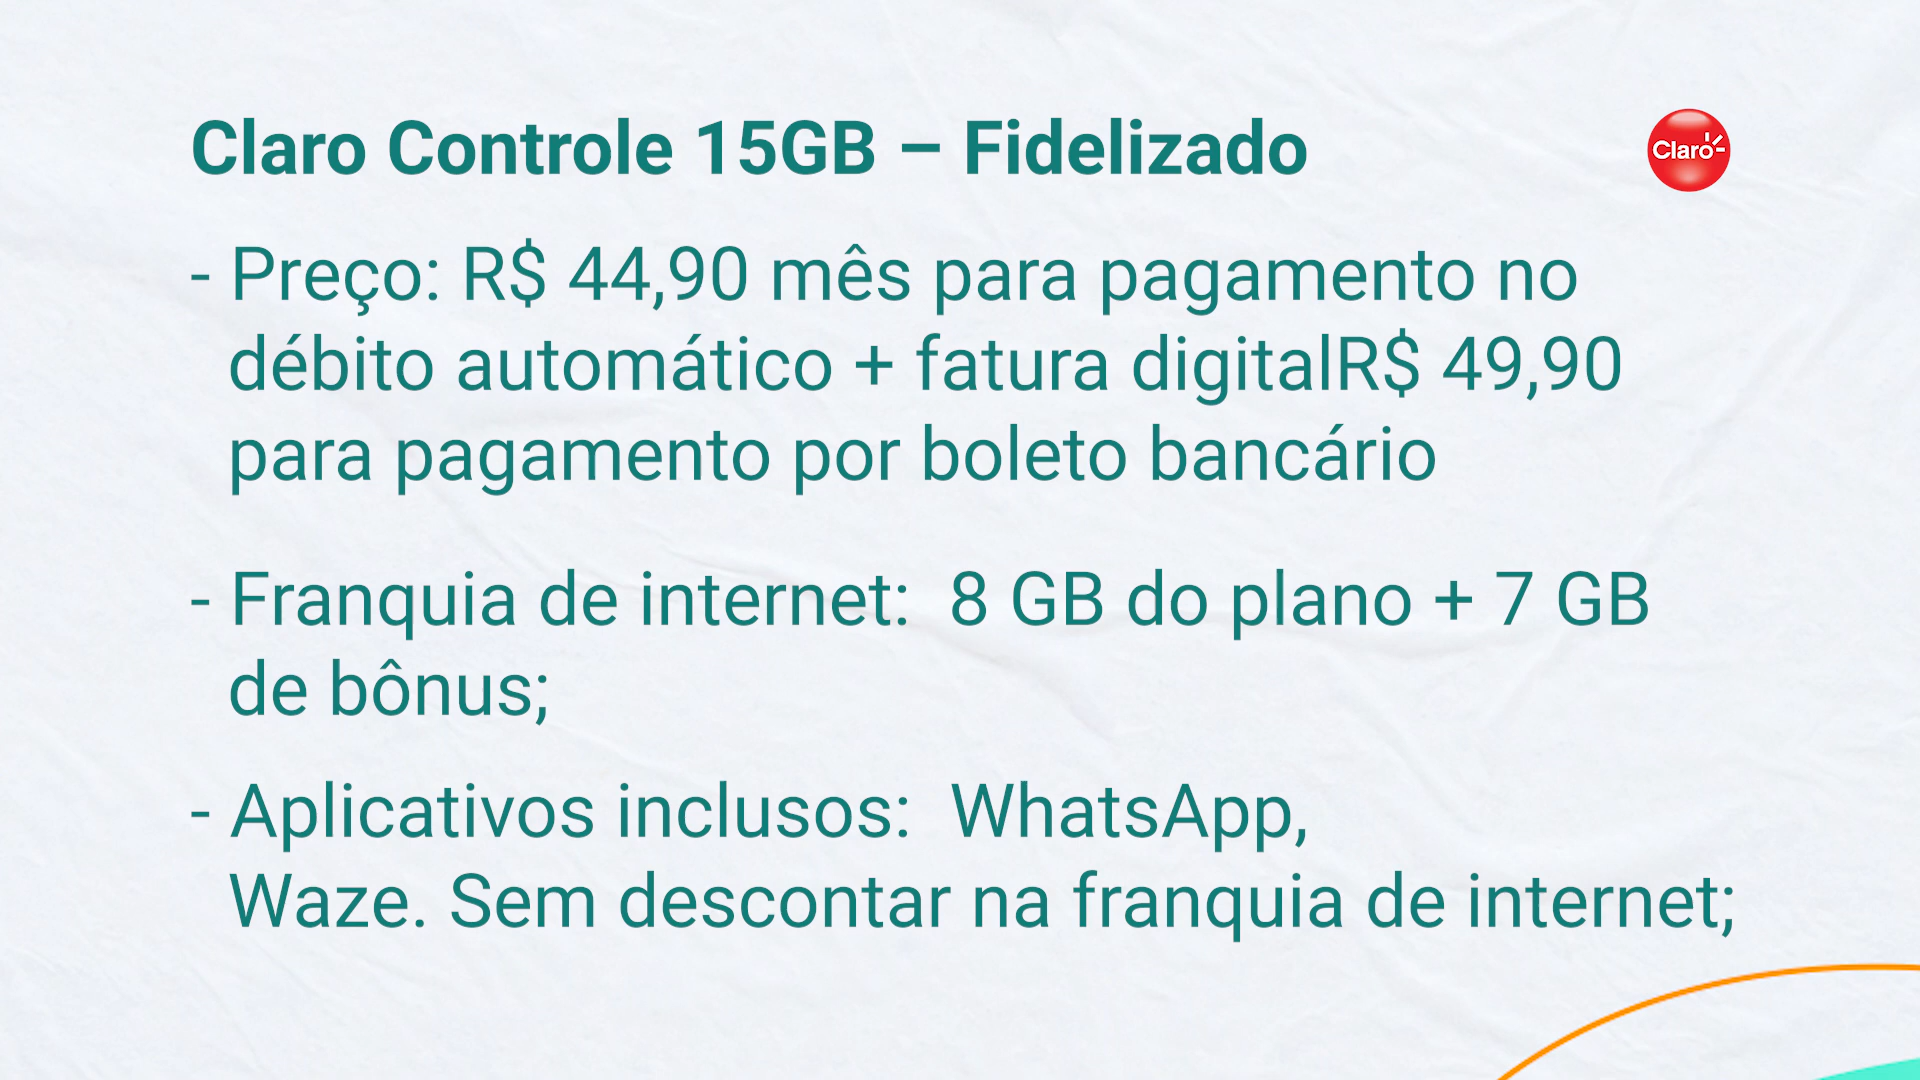 Claro Controle 15GB – Fidelizado
Claro
- Preço: R$ 44,90 mês para pagamento no
débito automático + fatura digitalR$ 49,90
para pagamento por boleto bancário
- Franquia de internet:  8 GB do plano + 7 GB
de bônus;
- Aplicativos inclusos:  WhatsApp,
Waze. Sem descontar na franquia de internet;